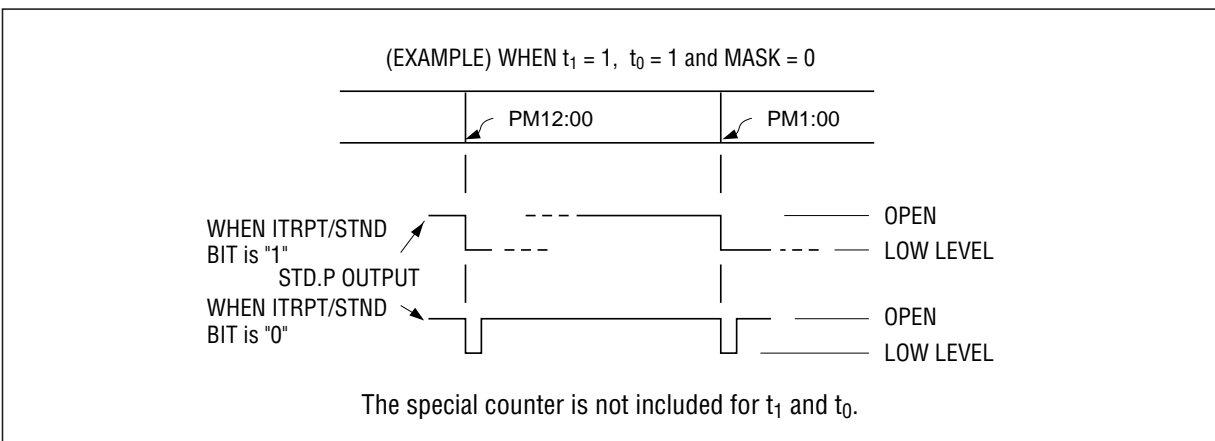 (EXAMPLE) WHEN t₁ = 1, t₀ = 1 and MASK = 0
PM12:00
PM1:00
WHEN ITRPT/STND
BIT is "1"
OPEN
LOW LEVEL
STD.P OUTPUT
WHEN ITRPT/STND
BIT is "0"
OPEN
LOW LEVEL
The special counter is not included for t₁ and t₀.